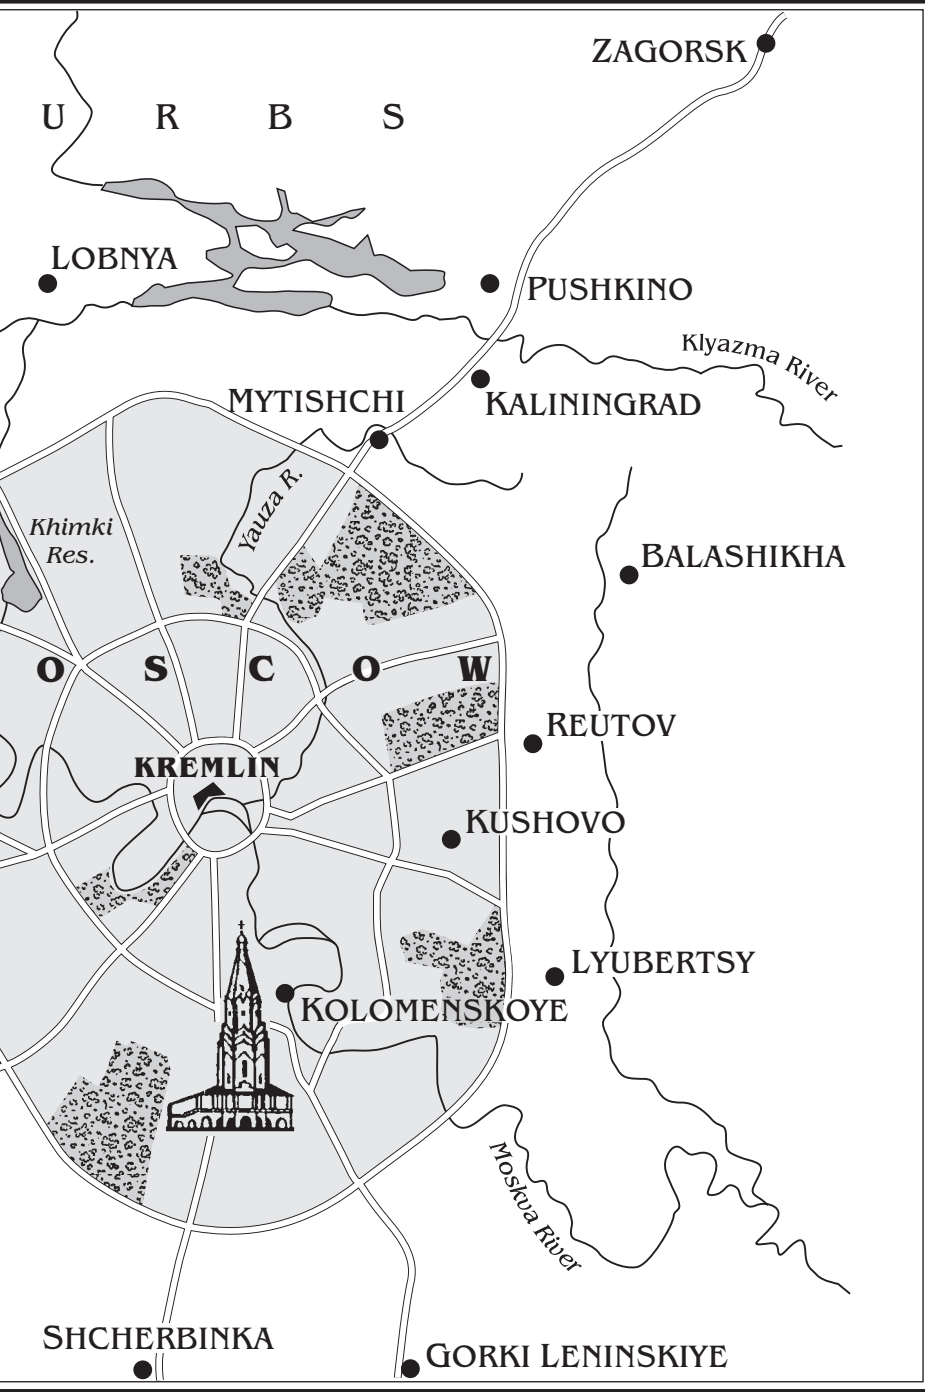 ZAGORSK
U R B S
LOBNYA
PUSHKINO
Klyazma River
MYTISHCHI
KALININGRAD
Yauza R.
Khimki
Res.
BALASHIKHA
O S C O W
REUTOV
KREMLIN
KUSHOVO
LYUBERTSY
KOLOMENSKOYE
Moskva River
SHCHERBINKA
GORKI LENINSKIYE